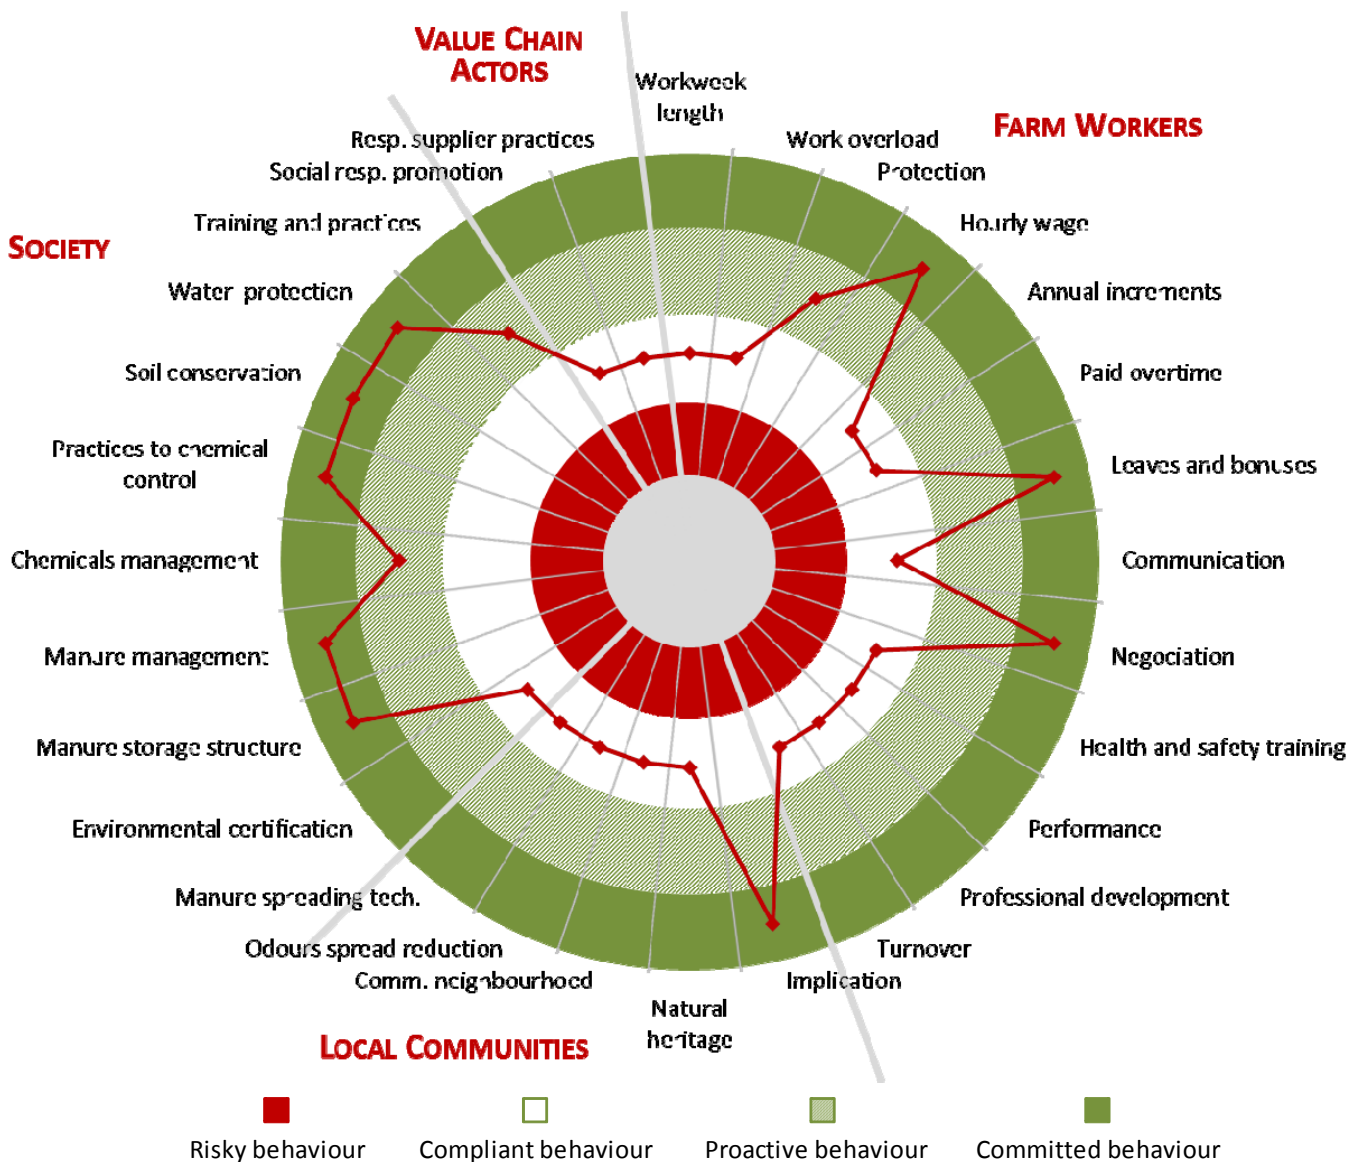 VALUE CHAIN
ACTORS
Workweek
length
FARM WORKERS
Resp. supplier practices
Work overload
Social resp. promotion
Protection
Training and practices
Hourly wage
SOCIETY
Water protection
Annual increments
Soil conservation
Paid overtime
Practices to chemical
control
Leaves and bonuses
Chemicals management
Communication
Manure management
Negociation
Manure storage structure
Health and safety training
Environmental certification
Performance
Manure spreading tech.
Professional development
Odours spread reduction
Turnover
Comm. neighbourhood
Implication
Natural
heritage
LOCAL COMMUNITIES
Risky behaviour
Compliant behaviour
Proactive behaviour
Committed behaviour